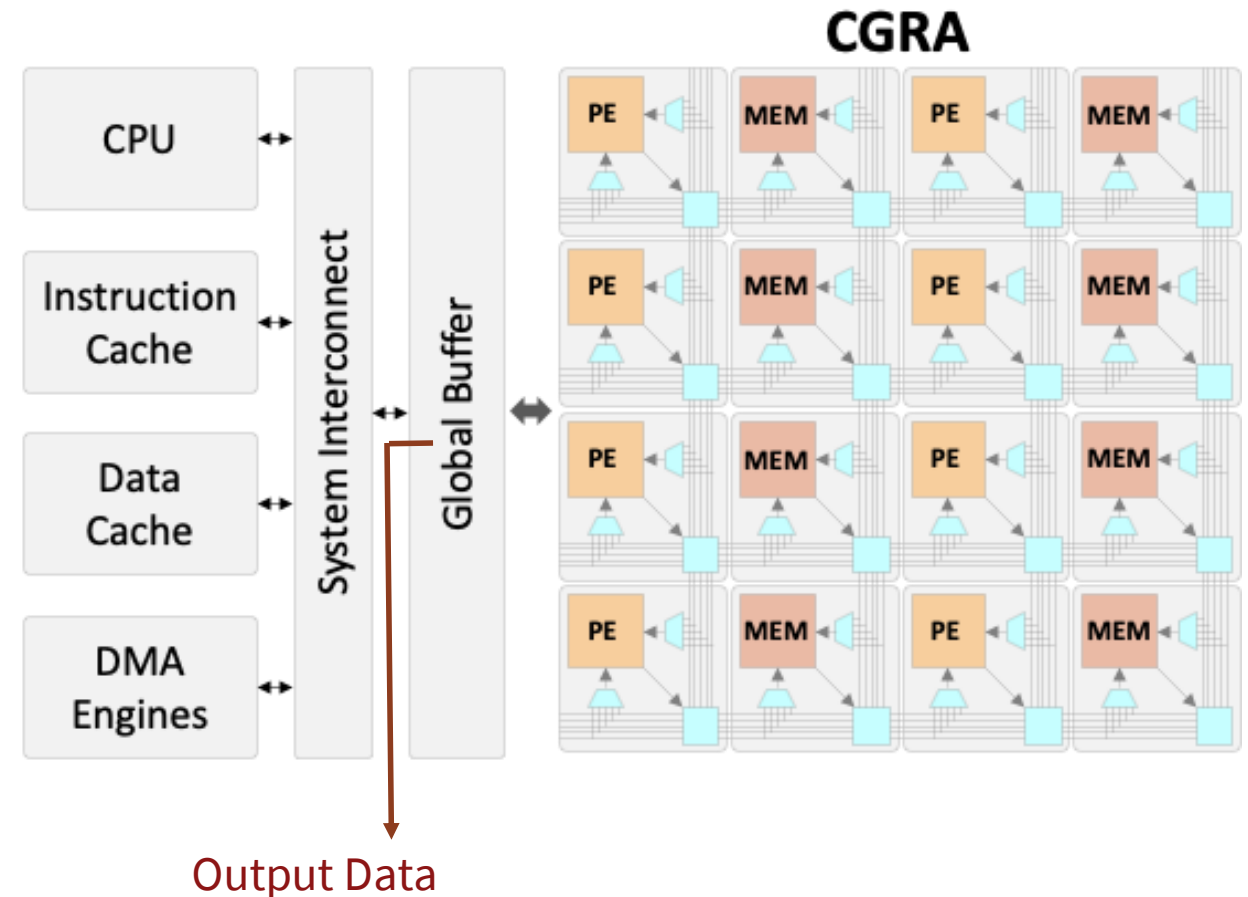 CGRA
CPU
Instruction
Cache
Data
Cache
DMA
Engines
System Interconnect
Global Buffer
PE
MEM
PE
MEM
PE
MEM
PE
MEM
PE
MEM
PE
MEM
PE
MEM
PE
MEM
Output Data